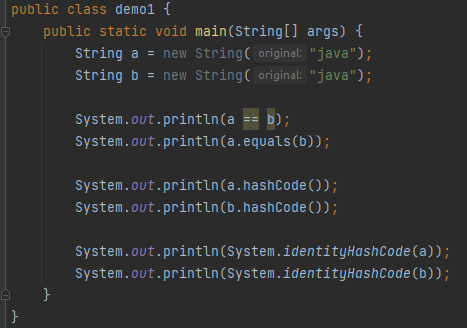 public class demo1 {
public static void main(String[] args) {
String a = new String( original: "java");
String b = new String( original: "java");
System.out.println(a == b);
System.out.println(a.equals(b));
System.out.println(a.hashCode());
System.out.println(b.hashCode());
System.out.println(System.identityHashCode(a));
System.out.println(System.identityHashCode(b));
}
}